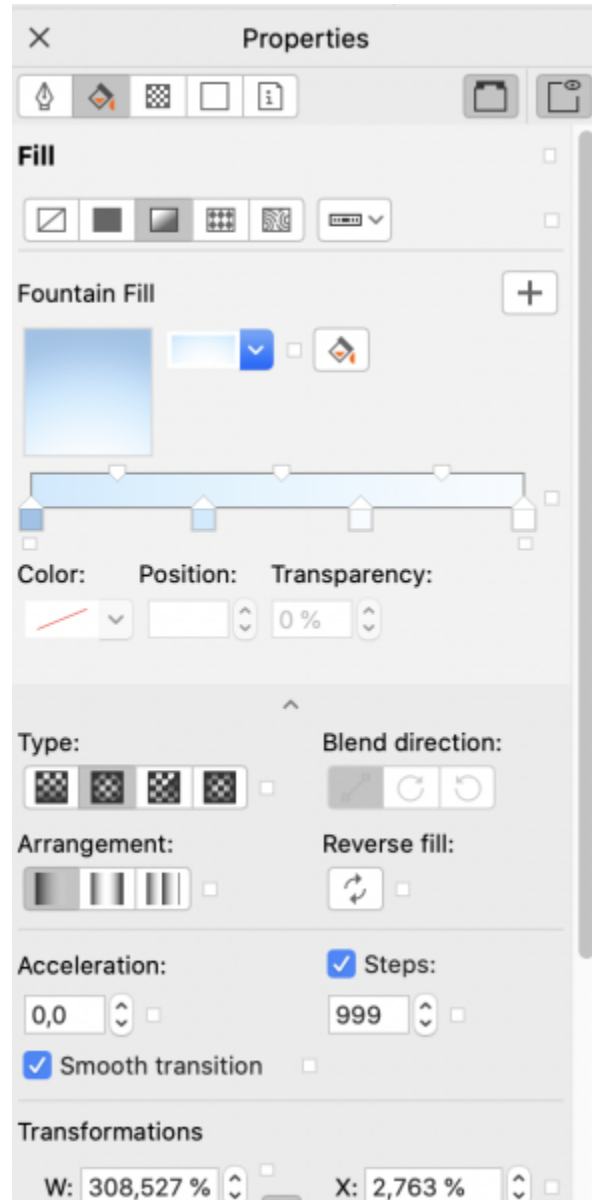 Properties
Fill
Fountain Fill
Color: Position: Transparency:
0 %
Type: Blend direction:
Arrangement: Reverse fill:
Acceleration: Steps:
0,0 999
Smooth transition
Transformations
W: 308,527 % X: 2,763 %